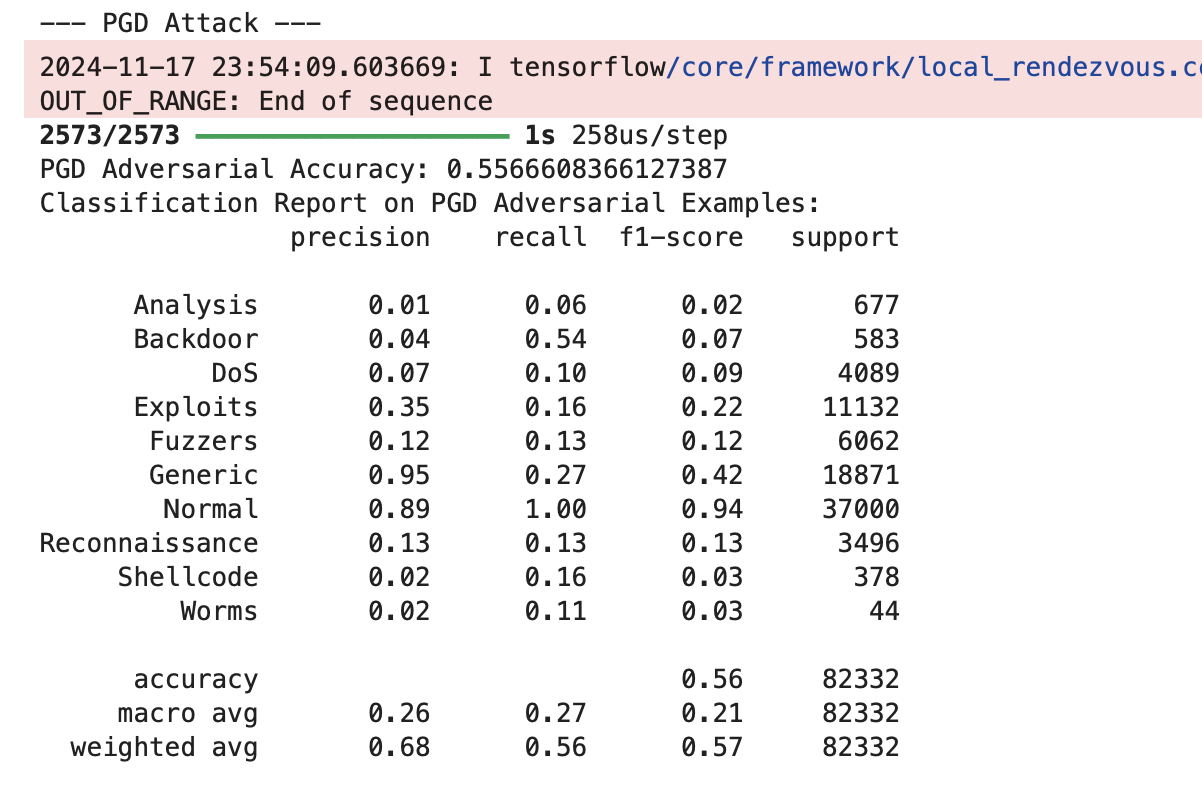 --- PGD Attack ---
2024-11-17 23:54:09.603669: I tensorflow/core/framework/local_rendezvous.c
OUT_OF_RANGE: End of sequence
2573/2573 ━━━━━━━━━━━━━━━━━━━━ 1s 258us/step
PGD Adversarial Accuracy: 0.5566608366127387
Classification Report on PGD Adversarial Examples:
precision recall f1-score support
Analysis 0.01 0.06 0.02 677
Backdoor 0.04 0.54 0.07 583
DoS 0.07 0.10 0.09 4089
Exploits 0.35 0.16 0.22 11132
Fuzzers 0.12 0.13 0.12 6062
Generic 0.95 0.27 0.42 18871
Normal 0.89 1.00 0.94 37000
Reconnaissance 0.13 0.13 0.13 3496
Shellcode 0.02 0.16 0.03 378
Worms 0.02 0.11 0.03 44
accuracy 0.56 82332
macro avg 0.26 0.27 0.21 82332
weighted avg 0.68 0.56 0.57 82332